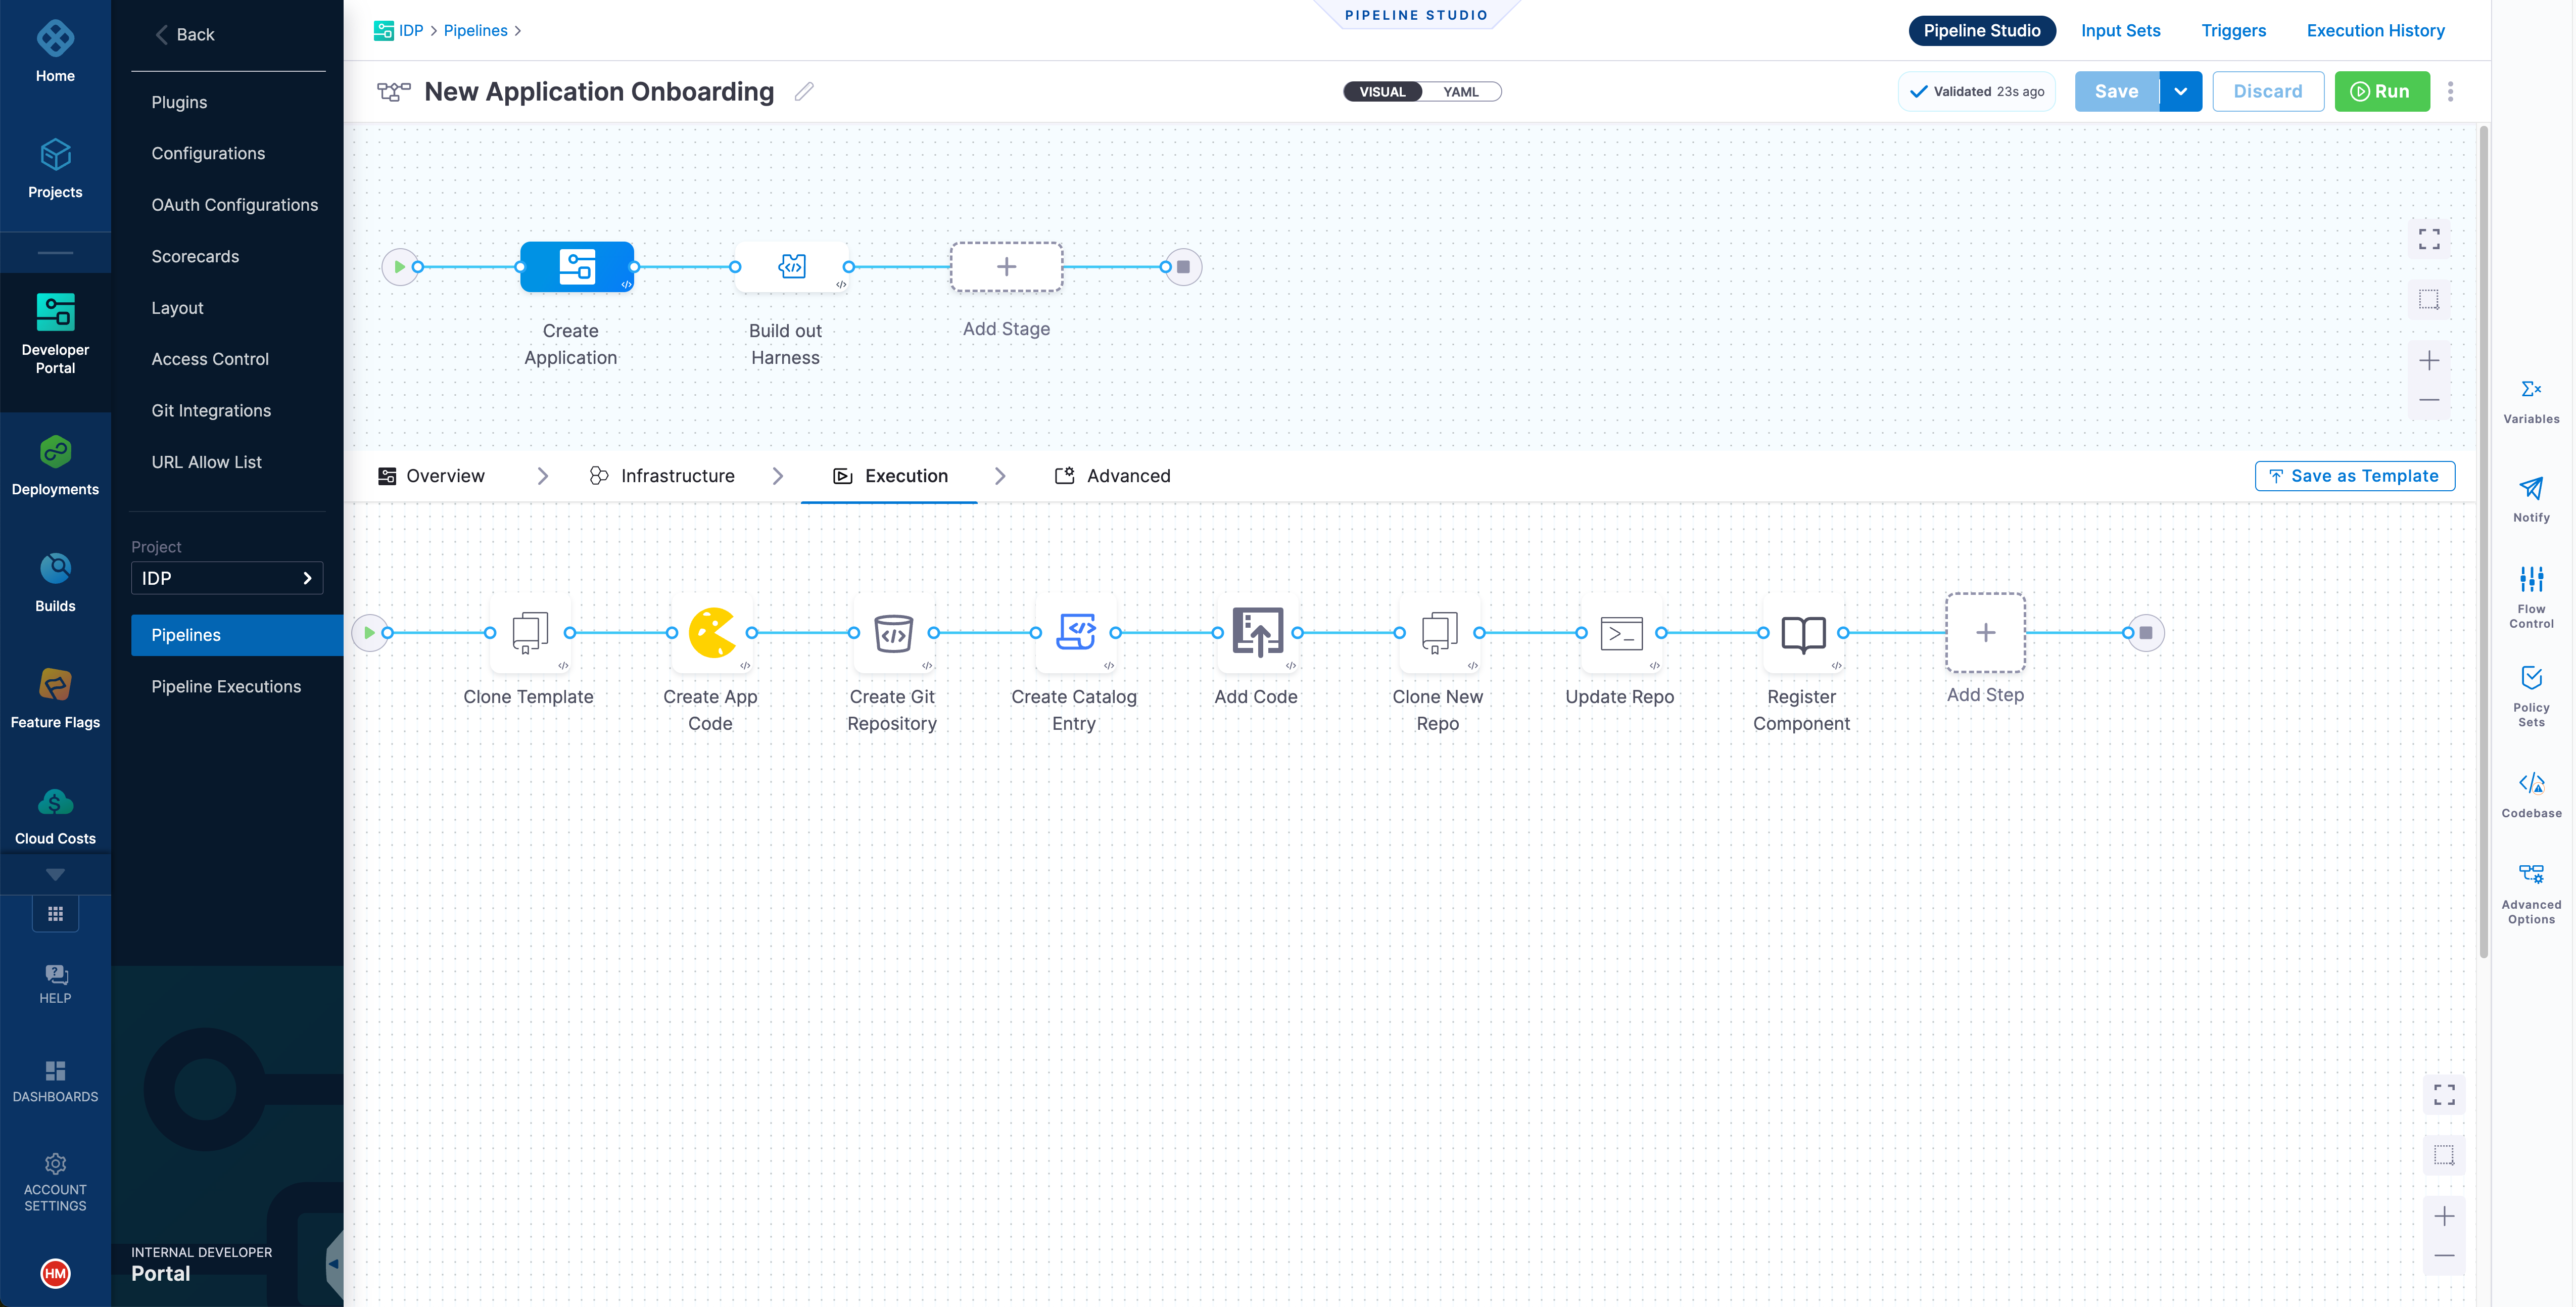 Home
Projects
Developer
Portal
Deployments
Builds
Feature Flags
Cloud Costs
HELP
DASHBOARDS
ACCOUNT
SETTINGS
HM
Back
Plugins
Configurations
OAuth Configurations
Scorecards
Layout
Access Control
Git Integrations
URL Allow List
Project
IDP
Pipelines
Pipeline Executions
INTERNAL DEVELOPER
Portal
IDP > Pipelines >
PIPELINE STUDIO
Pipeline Studio
Input Sets
Triggers
Execution History
New Application Onboarding
VISUAL
YAML
Validated 23s ago
Save
Discard
Run
Create
Application
Build out
Harness
Add Stage
Overview
Infrastructure
Execution
Advanced
Save as Template
Clone Template
Create App
Code
Create Git
Repository
Create Catalog
Entry
Add Code
Clone New
Repo
Update Repo
Register
Component
Add Step
Variables
Notify
Flow
Control
Policy
Sets
Codebase
Advanced
Options